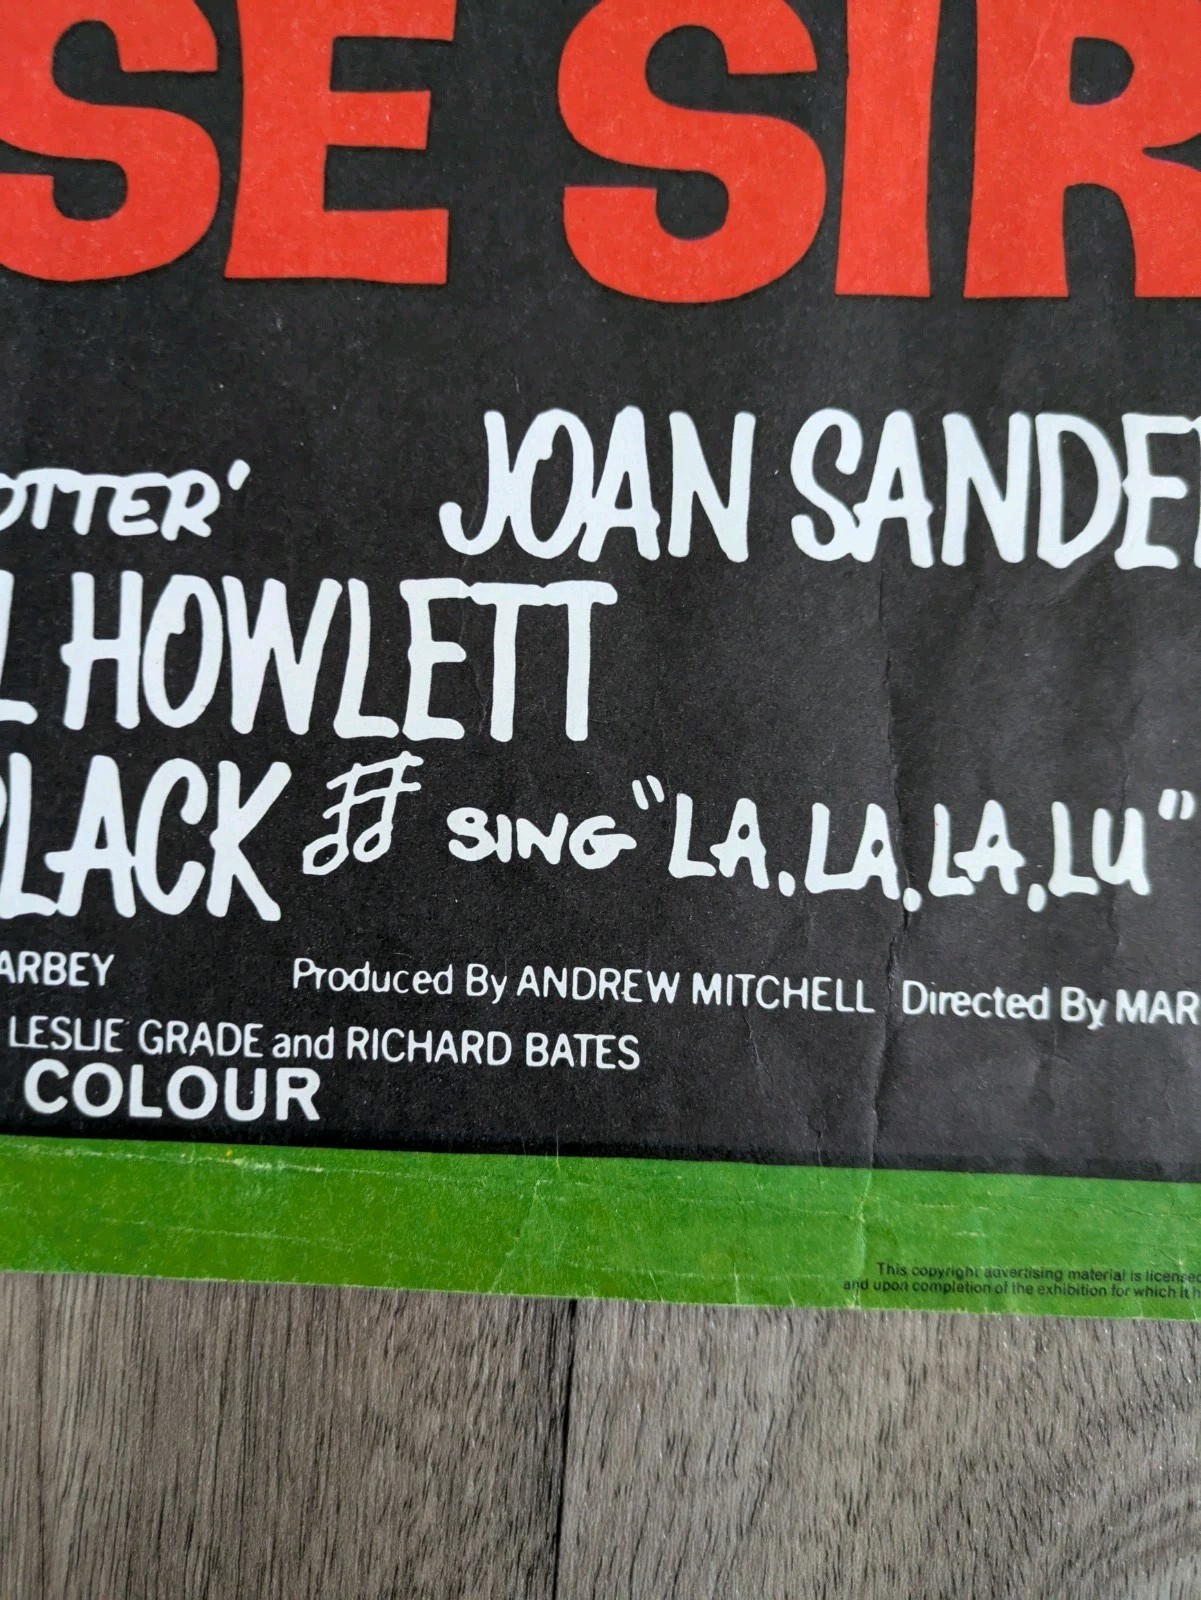 SE SIR
OTTER' JOAN SANDE
L HOWLETT
LACK SING "LA.LA.LA.LU"
ARBEY Produced By ANDREW MITCHELL Directed By MAR
LESLIE GRADE and RICHARD BATES
COLOUR
This copyright advertising material is licensed
and upon completion of the exhibition for which it h